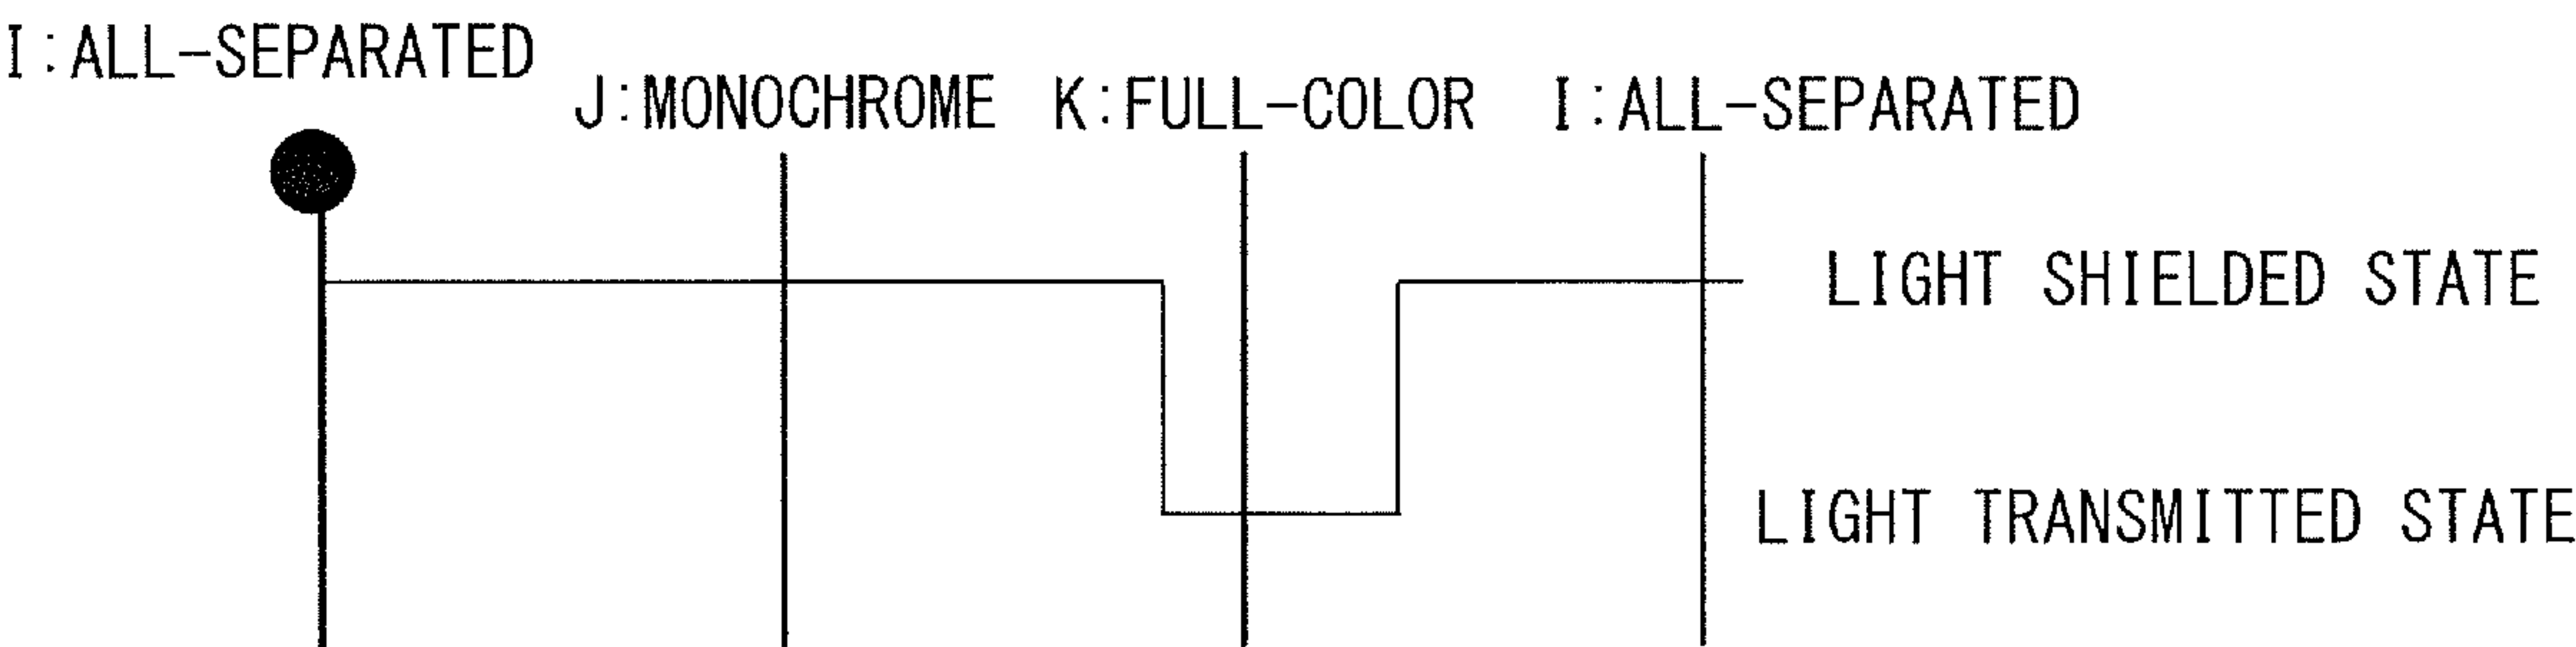 I:ALL-SEPARATED
J:MONOCHROME K:FULL-COLOR I:ALL-SEPARATED
LIGHT SHIELDED STATE
LIGHT TRANSMITTED STATE